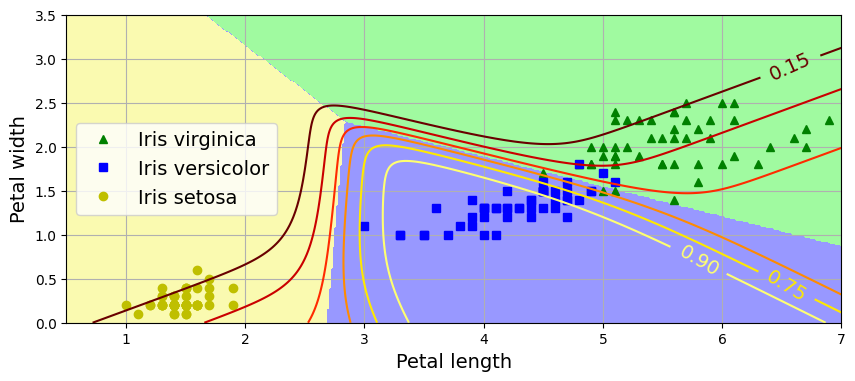 3.5
3.0
2.5
2.0
1.5
1.0
0.5
0.0
Petal width
Iris virginica
Iris versicolor
Iris setosa
0.15
0.90
0.75
1 2 3 4 5 6 7
Petal length